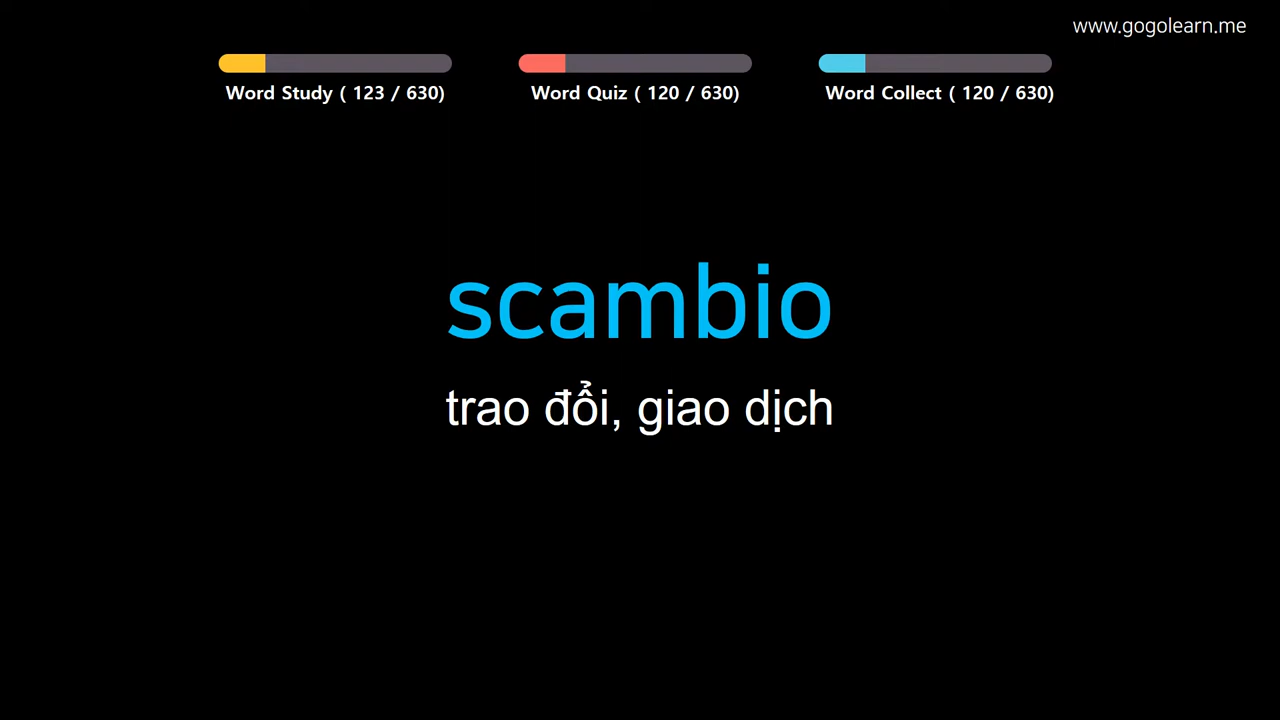 www.gogolearn.me
Word Study ( 123 / 630)
Word Quiz ( 120 / 630)
Word Collect ( 120 / 630)
scambio
trao đổi, giao dịch